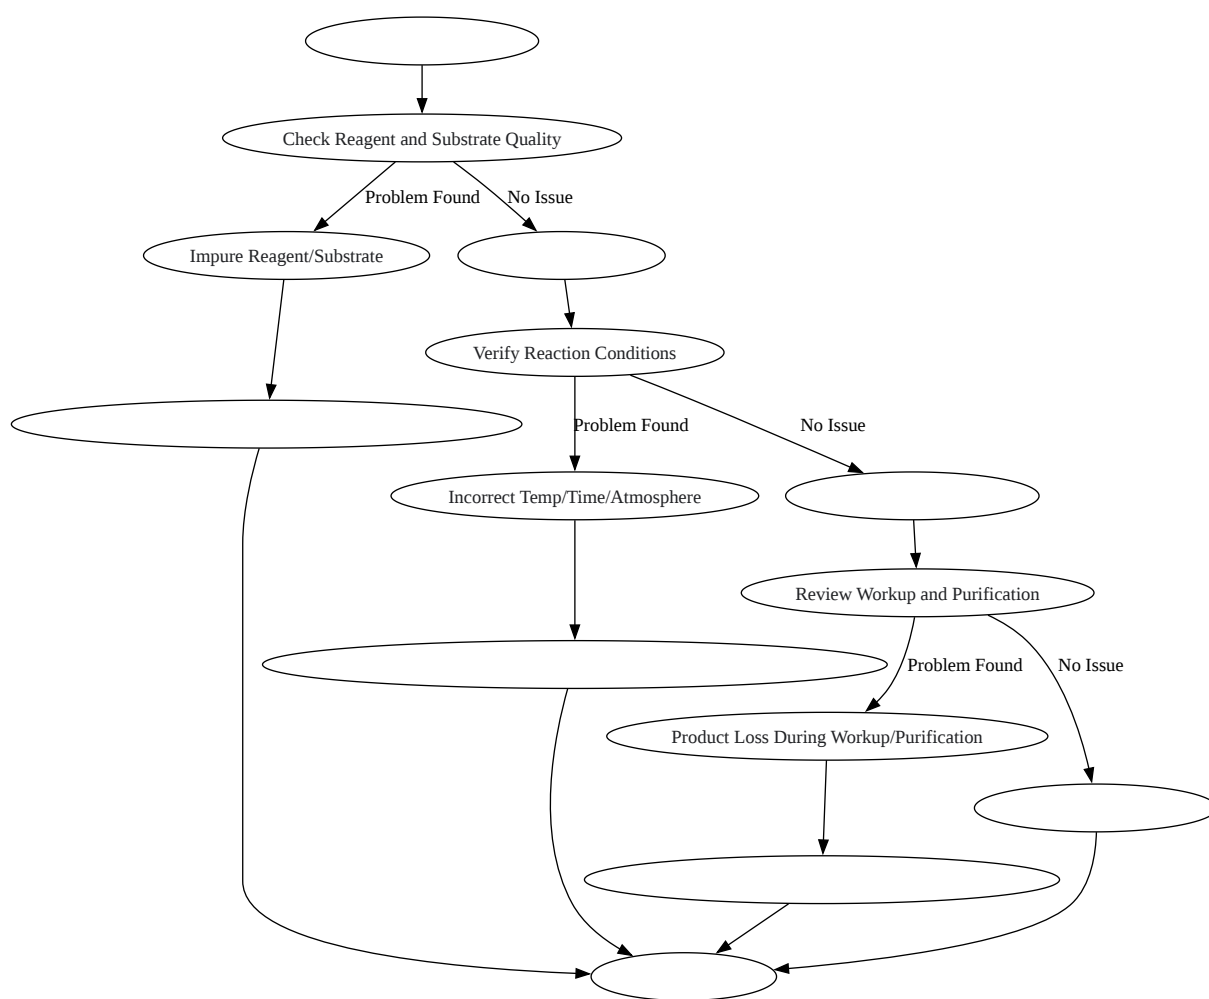 Check Reagent and Substrate Quality
Problem Found
No Issue
Impure Reagent/Substrate
Verify Reaction Conditions
Problem Found
No Issue
Incorrect Temp/Time/Atmosphere
Review Workup and Purification
Problem Found
No Issue
Product Loss During Workup/Purification